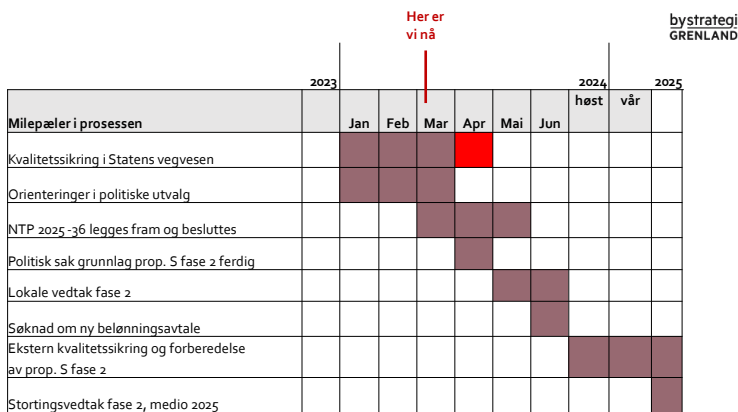 Her er
vi nå
bystrategi
GRENLAND
2023 2024 2025
høst vår
Milepæler i prosessen Jan Feb Mar Apr Mai Jun
Kvalitetssikring i Statens vegvesen
Orienteringer i politiske utvalg
NTP 2025 -36 legges fram og besluttes
Politisk sak grunnlag prop. S fase 2 ferdig
Lokale vedtak fase 2
Søknad om ny belønningsavtale
Ekstern kvalitetssikring og forberedelse
av prop. S fase 2
Stortingsvedtak fase 2, medio 2025